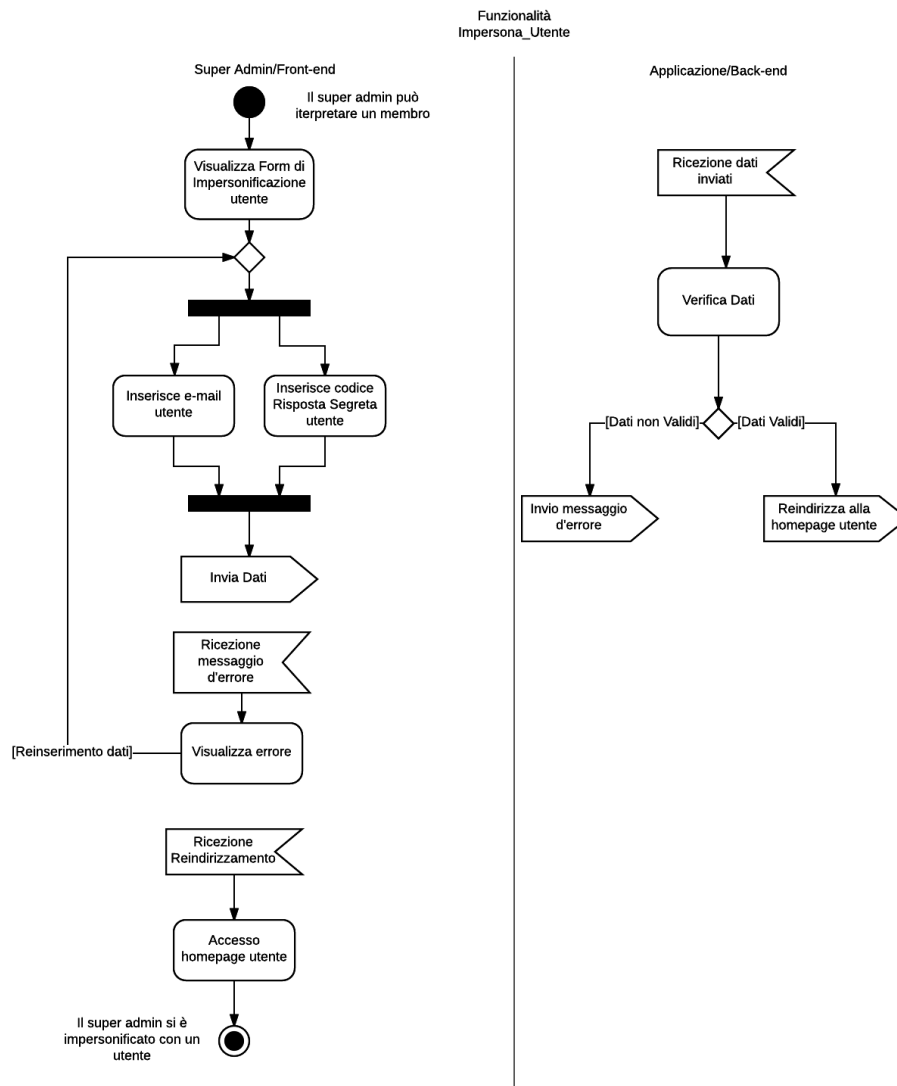 Funzionalità
Impersona_Utente
Super Admin/Front-end
Il super admin può
iterpretare un membro
Visualizza Form di
Impersonificazione
utente
Inserisce e-mail
utente
Inserisce codice
Risposta Segreta
utente
Invia Dati
Ricezione
messaggio
d'errore
Visualizza errore
[Reinserimento dati]
Ricezione
Reindirizzamento
Accesso
homepage utente
Il super admin si è
impersonificato con un
utente
Applicazione/Back-end
Ricezione dati
inviati
Verifica Dati
[Dati non Validi]
[Dati Validi]
Invio messaggio
d'errore
Reindirizza alla
homepage utente